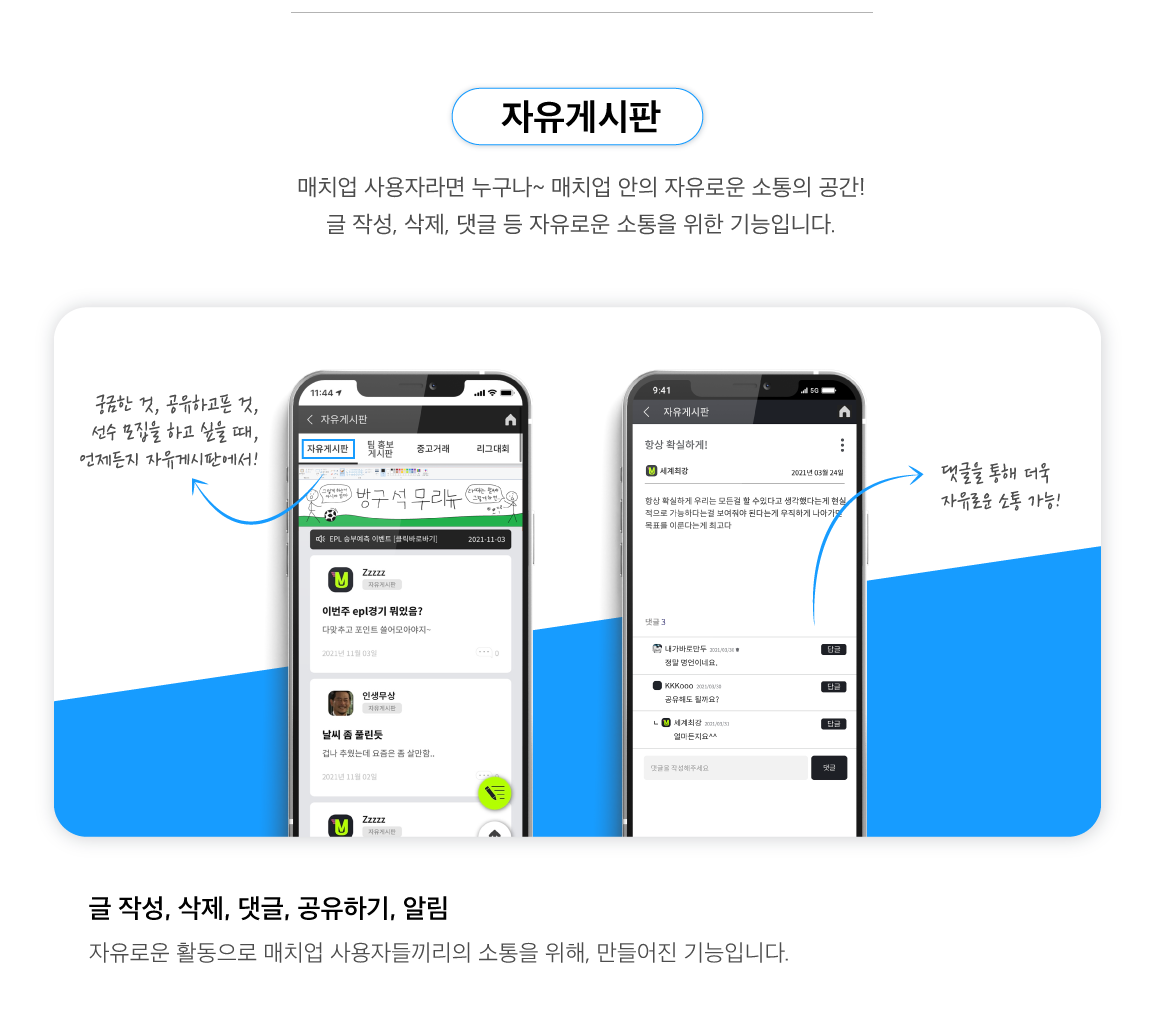 자유게시판
매치업 사용자라면 누구나~ 매치업 안의 자유로운 소통의 공간!
글 작성, 삭제, 댓글 등 자유로운 소통을 위한 기능입니다.
궁금한 것, 공유하고픈 것,
선수 모집을 하고 싶을 때,
언제든지 자유게시판에서!
11:44
자유게시판
자유게시판
팀 홍보
게시판
중고거래
리그대회
방구석 무리뉴
EPL 승부예측 이벤트 [클릭바로바기] 2021-11-03
Zzzzz
자유게시판
이번주 epl경기 뭐있음?
다맞추고 포인트 쓸어모아야지~
2021년 11월 03일 0
인생무상
자유게시판
날씨 좀 풀린듯
겁나 추웠는데 요즘은 좀 살만함..
2021년 11월 02일
Zzzzz
자유게시판
9:41 5G
자유게시판
항상 확실하게!
세계최강 2021년 03월 24일
항상 확실하게 우리는 모든걸 할 수있다고 생각했다는게 현실
적으로 가능하다는걸 보여줘야 된다는게 우직하게 나아가면
목표를 이룬다는게 최고다
댓글 3
내가바로만두 2021/03/30 답글
정말 명언이네요.
KKKooo 2021/03/30 답글
공유해도 될까요?
ㄴ 세계최강 2021/03/31 답글
얼마든지요^^
댓글을 작성해주세요 댓글
댓글을 통해 더욱
자유로운 소통 가능!
글 작성, 삭제, 댓글, 공유하기, 알림
자유로운 활동으로 매치업 사용자들끼리의 소통을 위해, 만들어진 기능입니다.